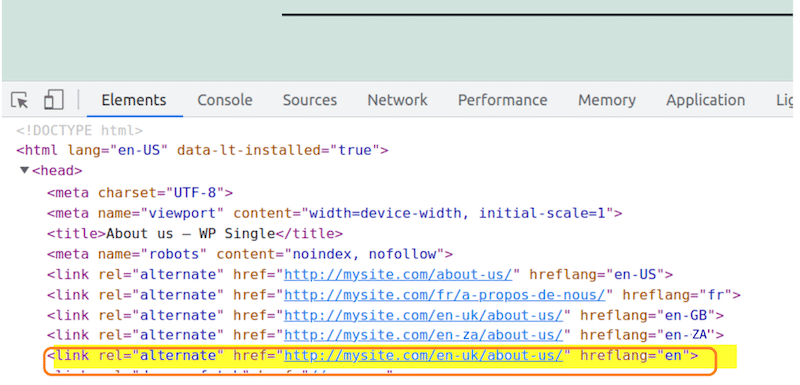 Elements Console Sources Network Performance Memory Application
<!DOCTYPE html>
<html lang="en-US" data-lt-installed="true">
▼<head>
<meta charset="UTF-8">
<meta name="viewport" content="width=device-width, initial-scale=1">
<title>About us – WP Single</title>
<meta name="robots" content="noindex, nofollow">
<link rel="alternate" href="http://mysite.com/about-us/" hreflang="en-US">
<link rel="alternate" href="http://mysite.com/fr/a-propos-de-nous/" hreflang="fr">
<link rel="alternate" href="http://mysite.com/en-uk/about-us/" hreflang="en-GB">
<link rel="alternate" href="http://mysite.com/en-za/about-us/" hreflang="en-ZA">
<link rel="alternate" href="http://mysite.com/en-uk/about-us/" hreflang="en">